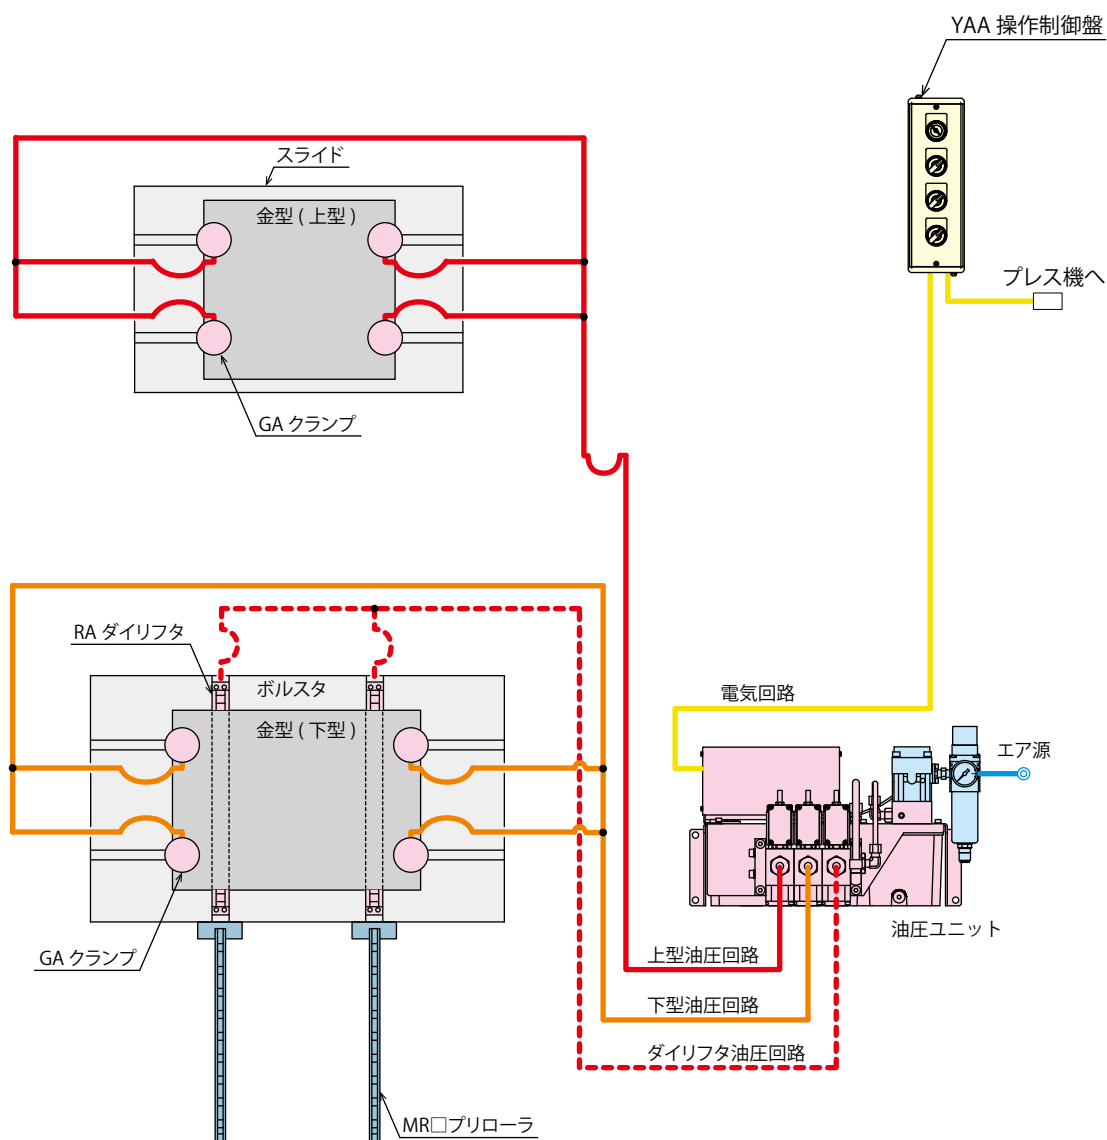 YAA 操作制御盤
スライド
金型 ( 上型 )
プレス機へ
GA クランプ
RA ダイリフタ
ボルスタ
電気回路
金型 ( 下型 )
エア源
油圧ユニット
GA クランプ
上型油圧回路
下型油圧回路
ダイリフタ油圧回路
MR□プリローラ